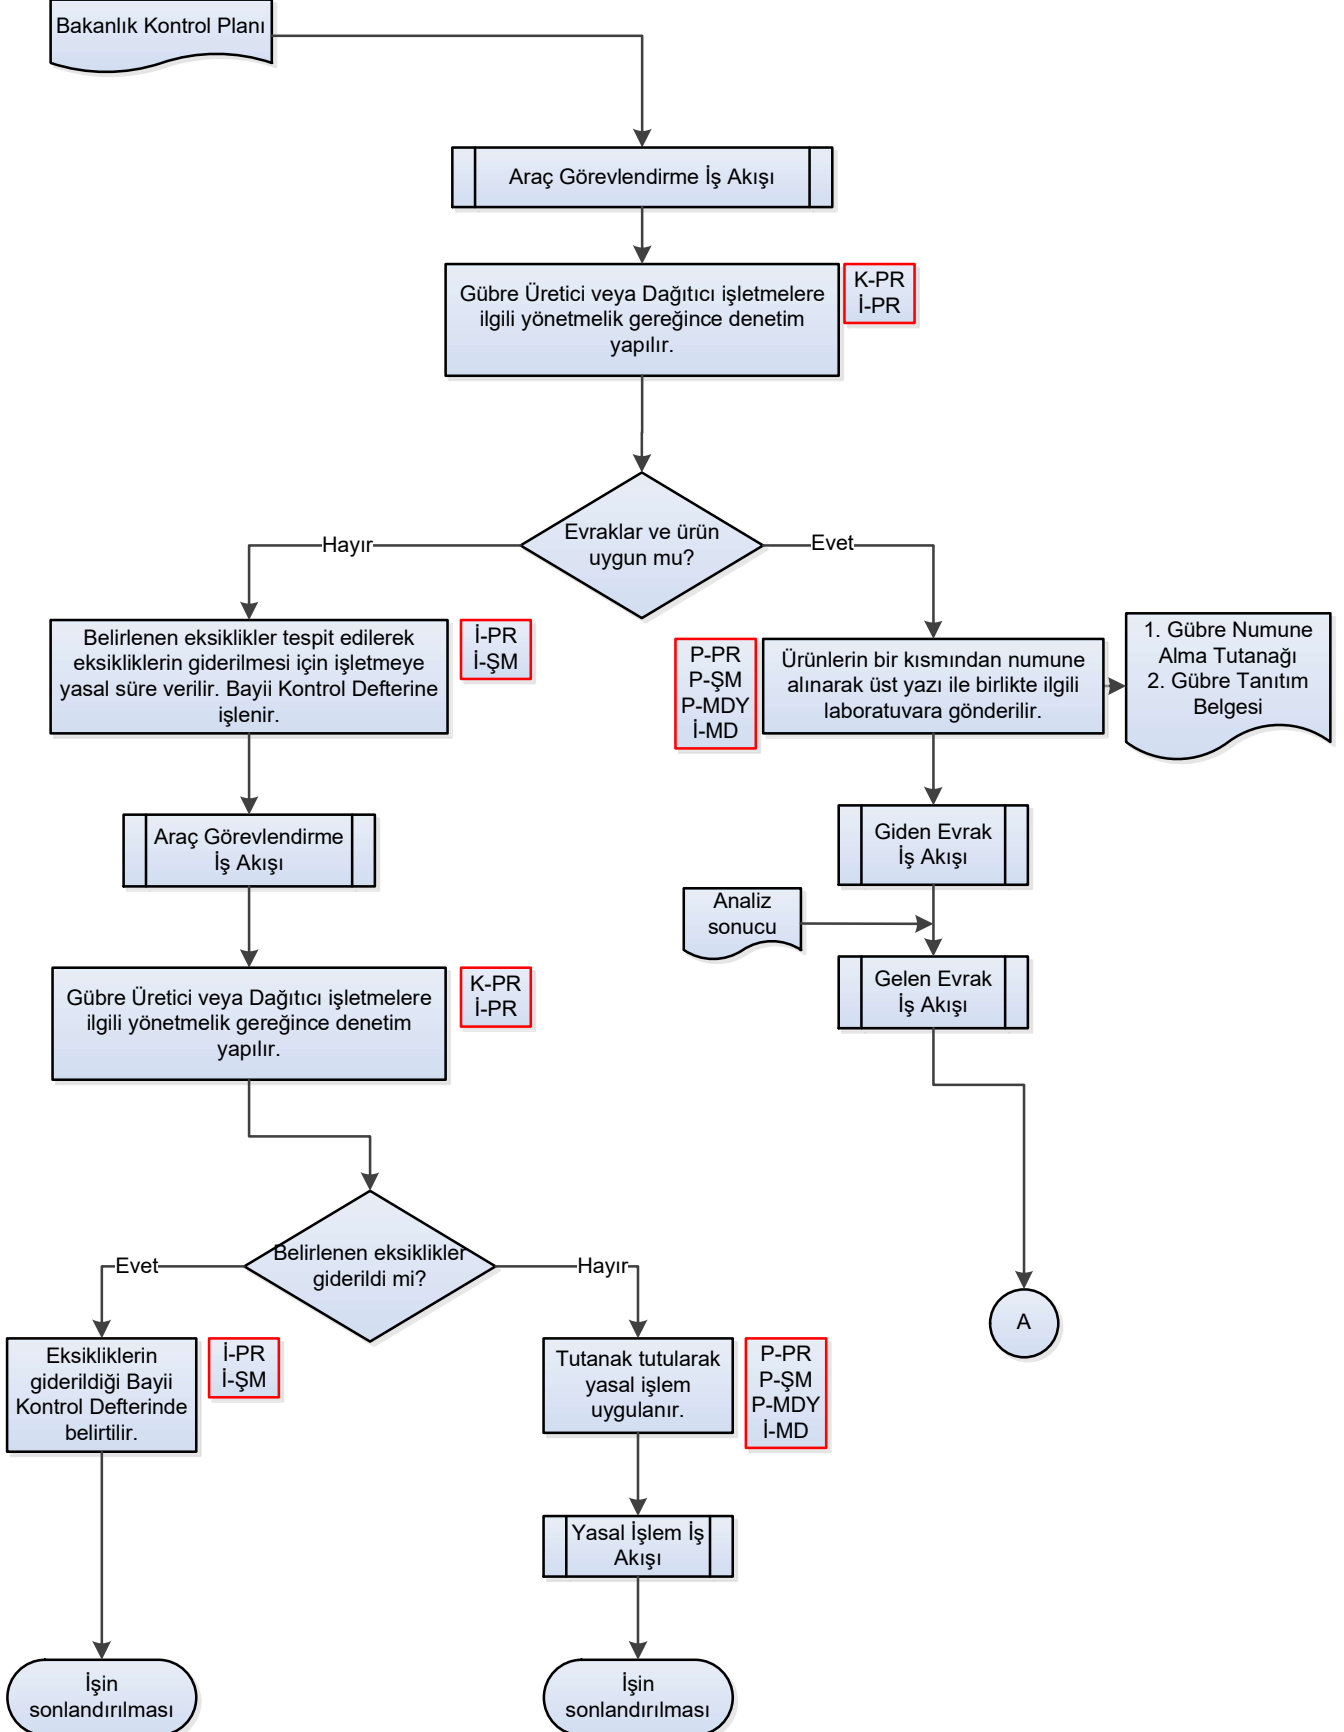 Bakanlık Kontrol Planı
Araç Görevlendirme İş Akışı
Gübre Üretici veya Dağıtıcı işletmelere
ilgili yönetmelik gereğince denetim
yapılır.
K-PR
İ-PR
Evraklar ve ürün
uygun mu?
Hayır
Evet
Belirlenen eksiklikler tespit edilerek
eksikliklerin giderilmesi için işletmeye
yasal süre verilir. Bayii Kontrol Defterine
işlenir.
İ-PR
İ-ŞM
P-PR
P-ŞM
P-MDY
İ-MD
Ürünlerin bir kısmından numune
alınarak üst yazı ile birlikte ilgili
laboratuvara gönderilir.
1. Gübre Numune
Alma Tutanağı
2. Gübre Tanıtım
Belgesi
Araç Görevlendirme
İş Akışı
Giden Evrak
İş Akışı
Analiz
sonucu
Gelen Evrak
İş Akışı
Gübre Üretici veya Dağıtıcı işletmelere
ilgili yönetmelik gereğince denetim
yapılır.
K-PR
İ-PR
Belirlenen eksiklikler
giderildi mi?
Evet
Hayır
A
Eksikliklerin
giderildiği Bayii
Kontrol Defterinde
belirtilir.
İ-PR
İ-ŞM
Tutanak tutularak
yasal işlem
uygulanır.
P-PR
P-ŞM
P-MDY
İ-MD
Yasal İşlem İş
Akışı
İşin
sonlandırılması
İşin
sonlandırılması